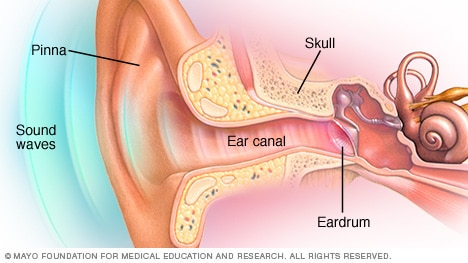 Pinna
Skull
Sound
waves
Ear canal
Eardrum
© MAYO FOUNDATION FOR MEDICAL EDUCATION AND RESEARCH. ALL RIGHTS RESERVED.